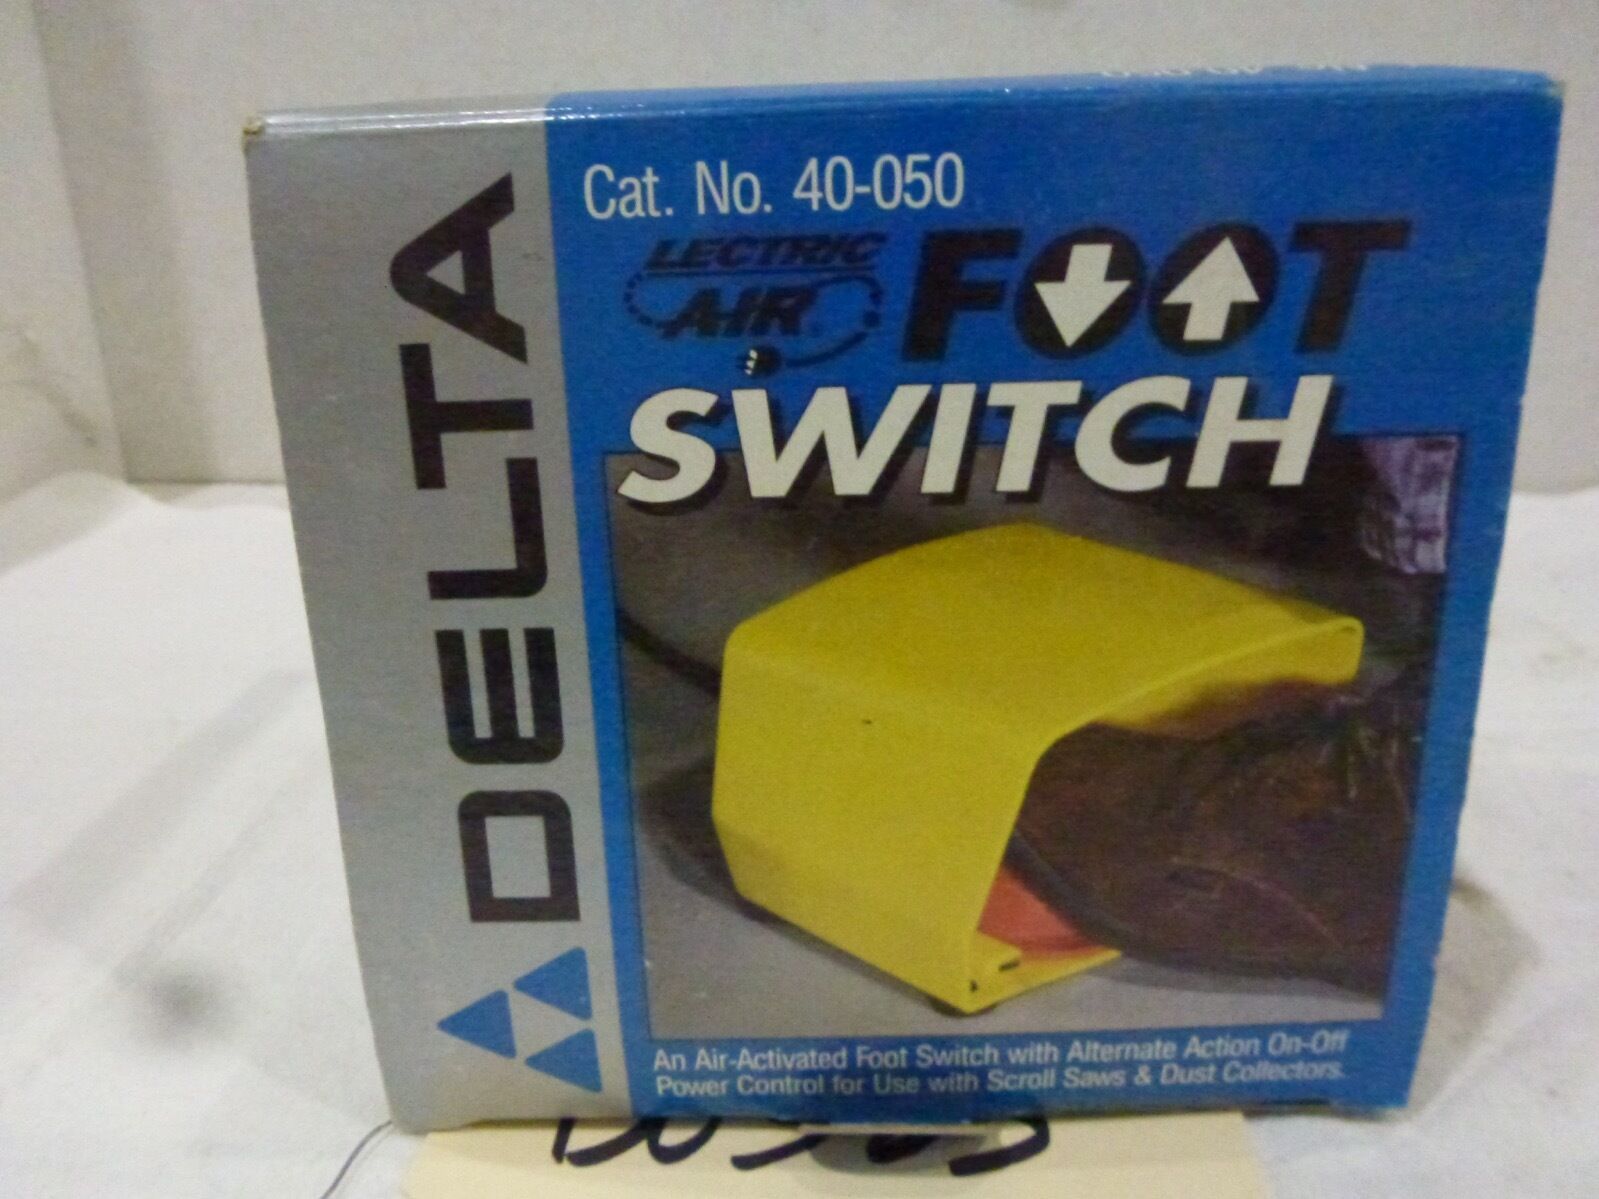 DELTA
Cat. No. 40-050
LECTRIC
AIR®
FOOT
SWITCH
An Air-Activated Foot Switch with Alternate Action On-Off
Power Control for Use with Scroll Saws & Dust Collectors.